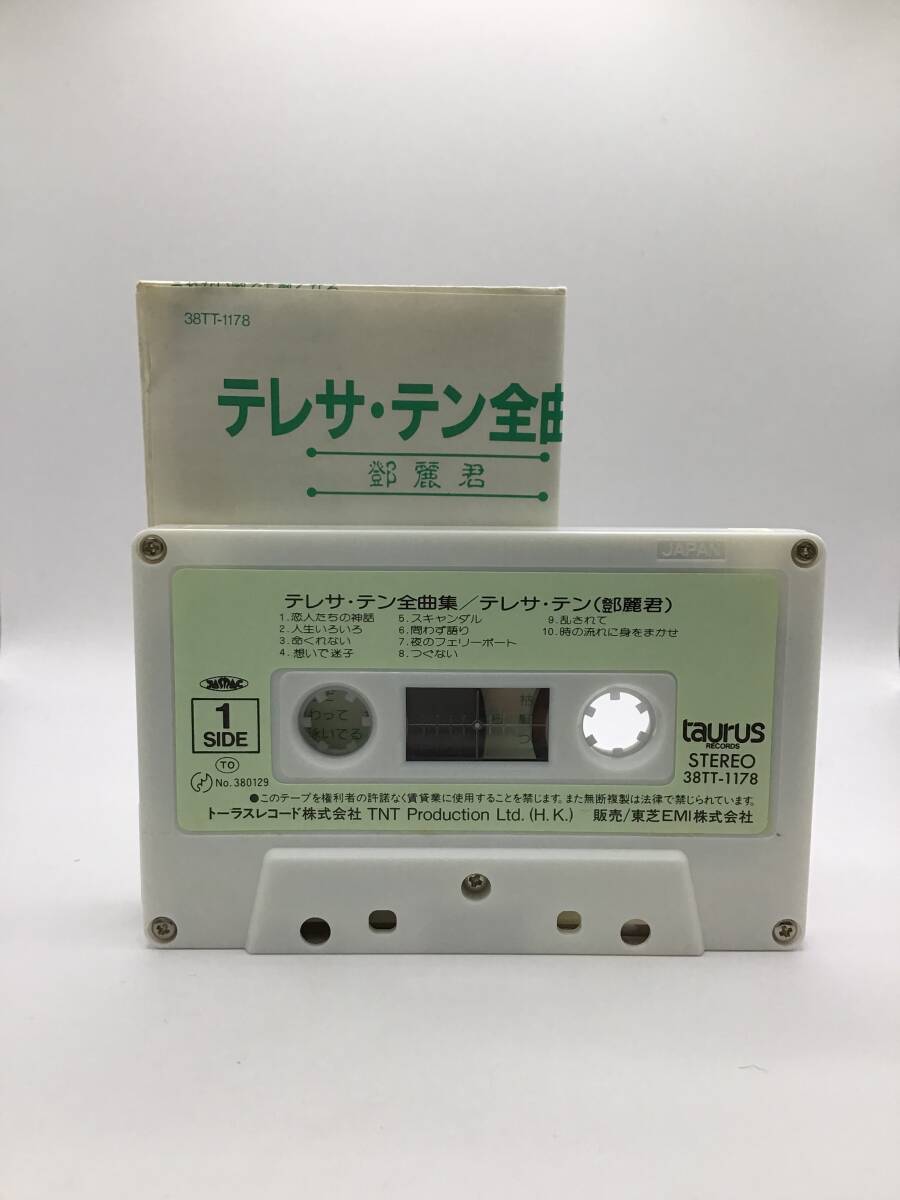 38TT-1178
テレサ・テン全曲
鄧麗君
JAPAN
テレサ・テン全曲集／テレサ・テン(鄧麗君)
1.恋人たちの神話 5.スキャンダル 9.乱されて
2.人生いろいろ 6.問わず語り 10.時の流れに身をまかせ
3.命くれない 7.夜のフェリーボート
4.想いで迷子 8.つぐない
JASRAC
1
SIDE
TO
No.380129
わって
泳いでる
taurus
RECORDS
STEREO
38TT-1178
●このテープを権利者の許諾なく賃貸業に使用することを禁じます。また無断複製は法律で禁じられています。
トーラスレコード株式会社 TNT Production Ltd.(H.K.) 販売/東芝EMI株式会社